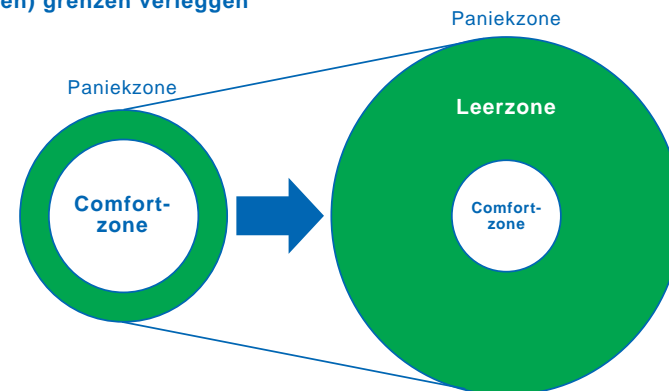 en) grenzen verleggen
Paniekzone
Paniekzone
Leerzone
Comfort-
zone
Comfort-
zone